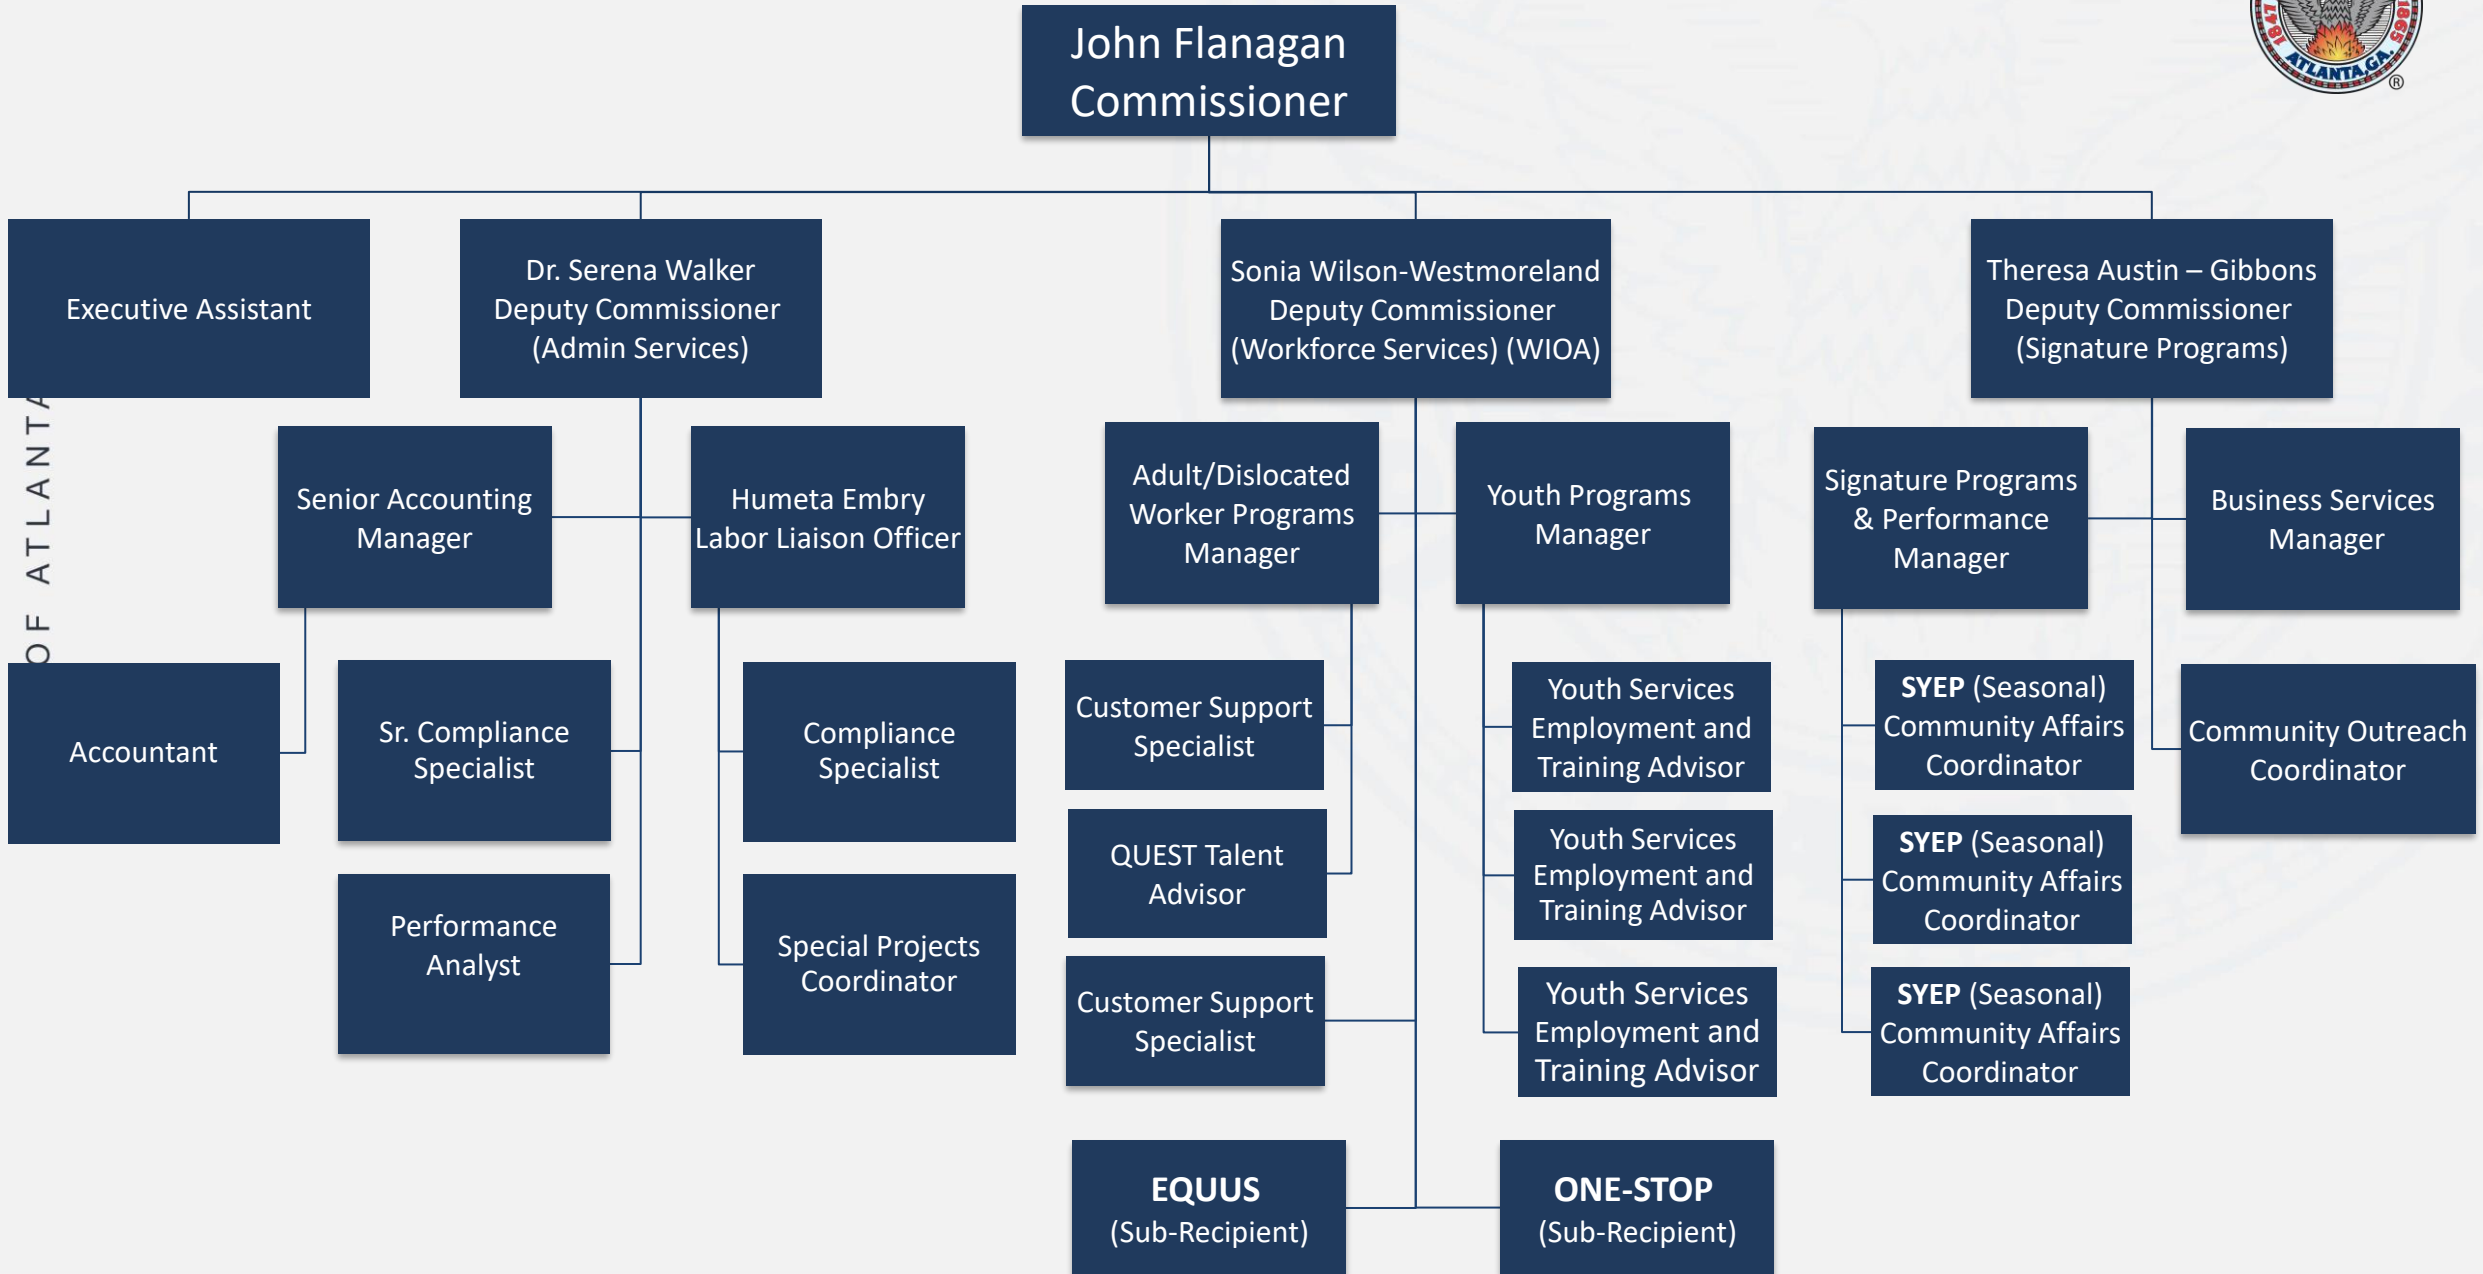 John Flanagan
Commissioner
1847
1865
ATLANTA,GA.
®
Executive Assistant
Dr. Serena Walker
Deputy Commissioner
(Admin Services)
Sonia Wilson-Westmoreland
Deputy Commissioner
(Workforce Services) (WIOA)
Theresa Austin – Gibbons
Deputy Commissioner
(Signature Programs)
OF ATLANTA
Senior Accounting
Manager
Humeta Embry
Labor Liaison Officer
Adult/Dislocated
Worker Programs
Manager
Youth Programs
Manager
Signature Programs
& Performance
Manager
Business Services
Manager
Accountant
Sr. Compliance
Specialist
Compliance
Specialist
Customer Support
Specialist
Youth Services
Employment and
Training Advisor
SYEP (Seasonal)
Community Affairs
Coordinator
Community Outreach
Coordinator
Performance
Analyst
Special Projects
Coordinator
QUEST Talent
Advisor
Youth Services
Employment and
Training Advisor
SYEP (Seasonal)
Community Affairs
Coordinator
Customer Support
Specialist
Youth Services
Employment and
Training Advisor
SYEP (Seasonal)
Community Affairs
Coordinator
EQUUS
(Sub-Recipient)
ONE-STOP
(Sub-Recipient)